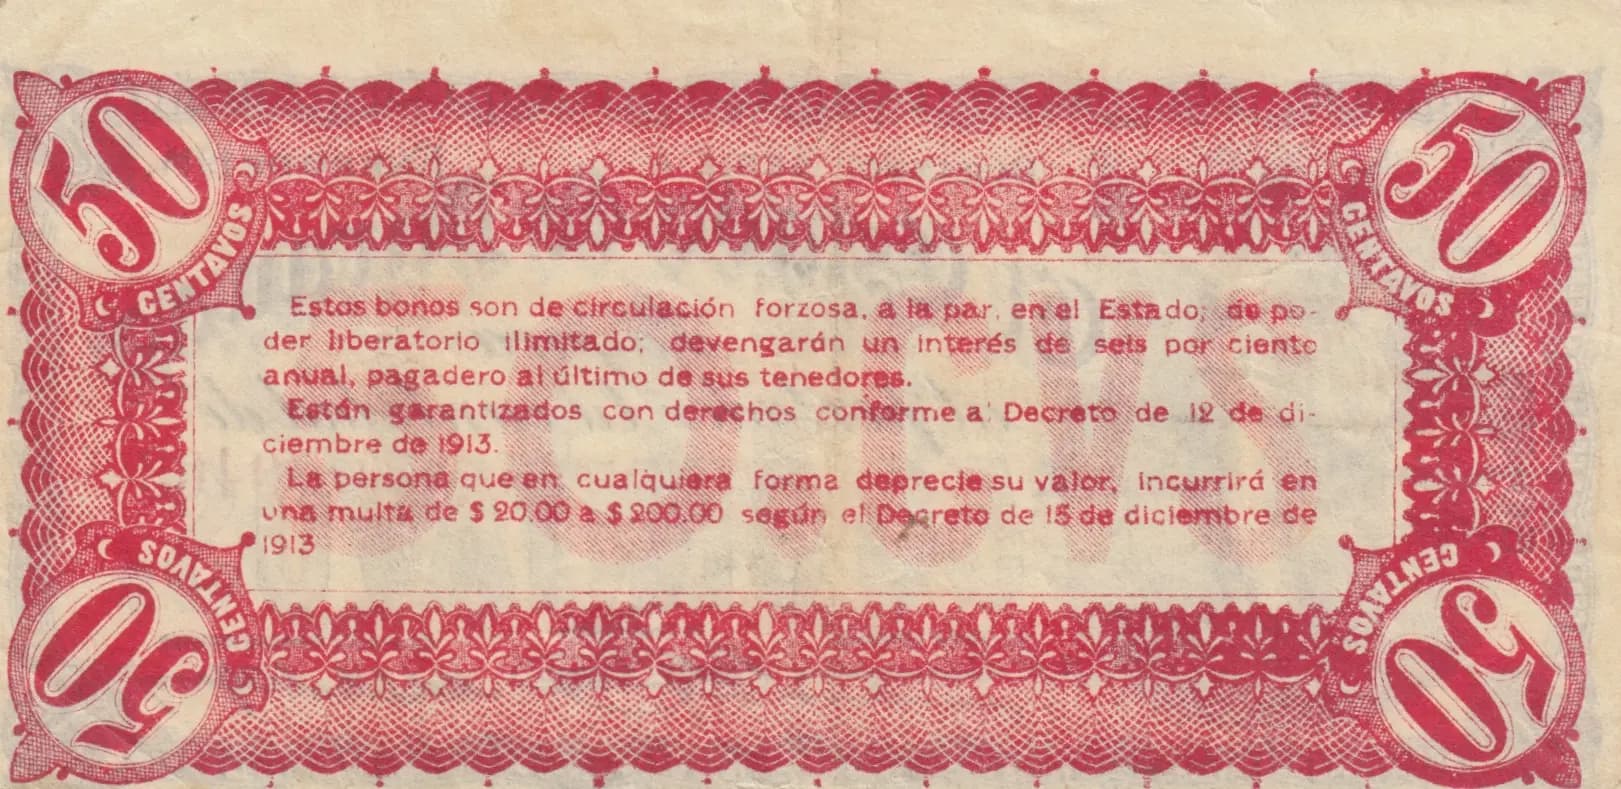 50 CENTAVOS
50 CENTAVOS
50.CVS
Estos bonos son de circulación forzosa, a la par, en el Estado; de po-
der liberatorio ilimitado; devengarán un interés de seis por ciento
anual, pagadero al último de sus tenedores.
Están garantizados con derechos conforme al Decreto de 12 de di-
ciembre de 1913.
La persona que en cualquiera forma deprecie su valor, incurrirá en
una multa de $ 20.00 a $ 200.00 según el Decreto de 15 de diciembre de
1913
50 CENTAVOS
50 CENTAVOS